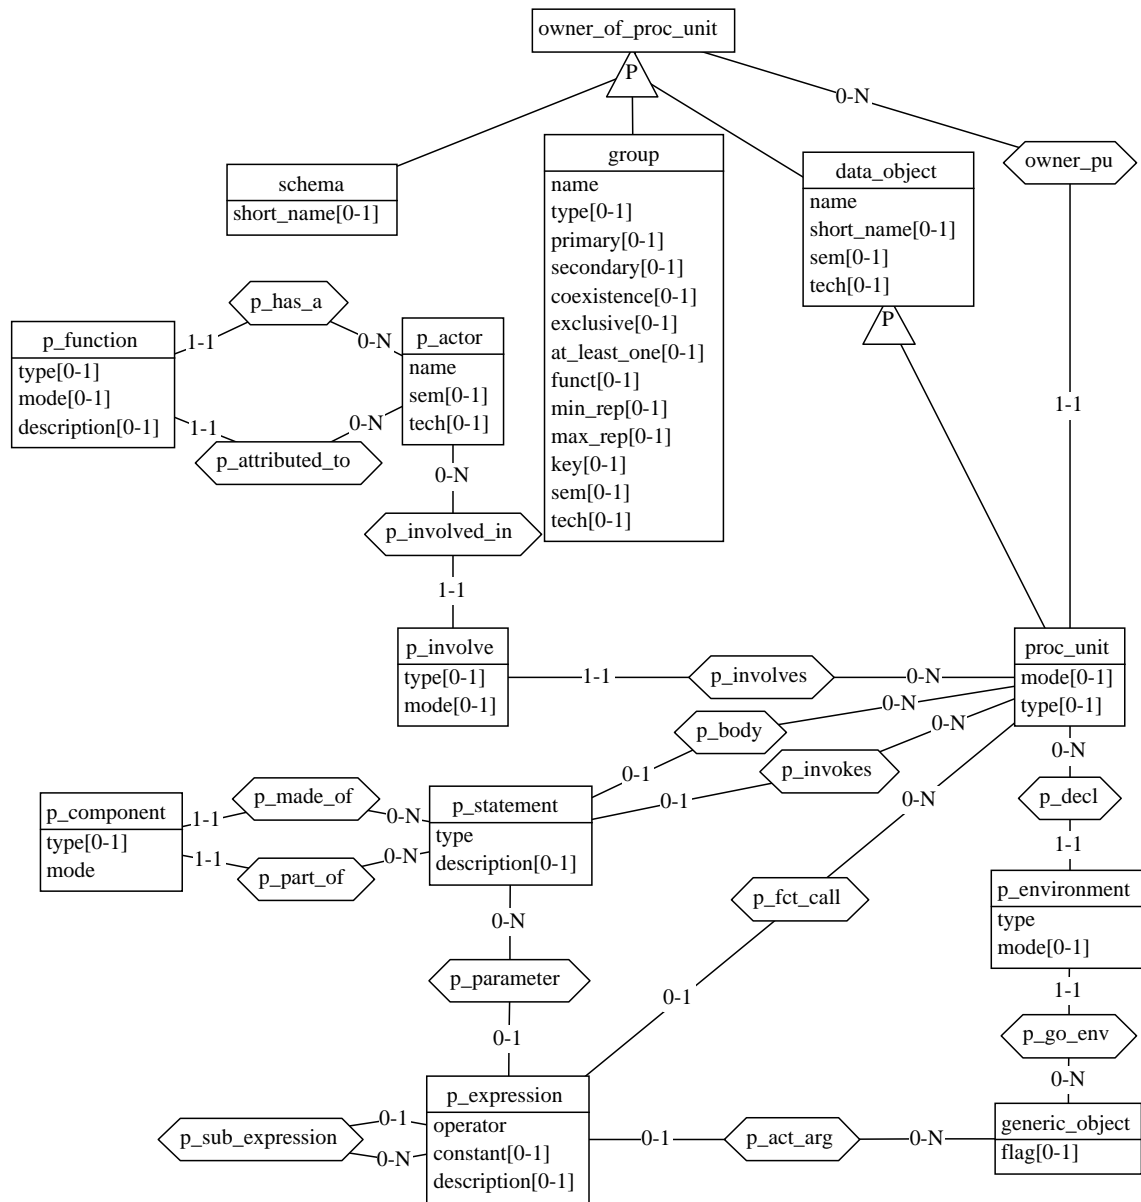 owner_of_proc_unit
P
0-N
owner_pu
schema
short_name[0-1]
group
name
type[0-1]
primary[0-1]
secondary[0-1]
coexistence[0-1]
exclusive[0-1]
at_least_one[0-1]
funct[0-1]
min_rep[0-1]
max_rep[0-1]
key[0-1]
sem[0-1]
tech[0-1]
data_object
name
short_name[0-1]
sem[0-1]
tech[0-1]
P
1-1
p_has_a
1-1
0-N
p_function
type[0-1]
mode[0-1]
description[0-1]
p_actor
name
sem[0-1]
tech[0-1]
1-1
0-N
p_attributed_to
0-N
p_involved_in
1-1
p_involve
type[0-1]
mode[0-1]
1-1
p_involves
0-N
proc_unit
mode[0-1]
type[0-1]
0-N
p_body
0-1
0-N
p_invokes
0-1
0-N
p_decl
1-1
p_made_of
1-1
0-N
p_component
type[0-1]
mode
p_statement
type
description[0-1]
1-1
0-N
p_part_of
0-N
p_fct_call
0-1
p_environment
type
mode[0-1]
0-N
p_parameter
0-1
1-1
p_go_env
0-N
p_expression
operator
constant[0-1]
description[0-1]
p_sub_expression
0-1
0-N
0-1
p_act_arg
0-N
generic_object
flag[0-1]